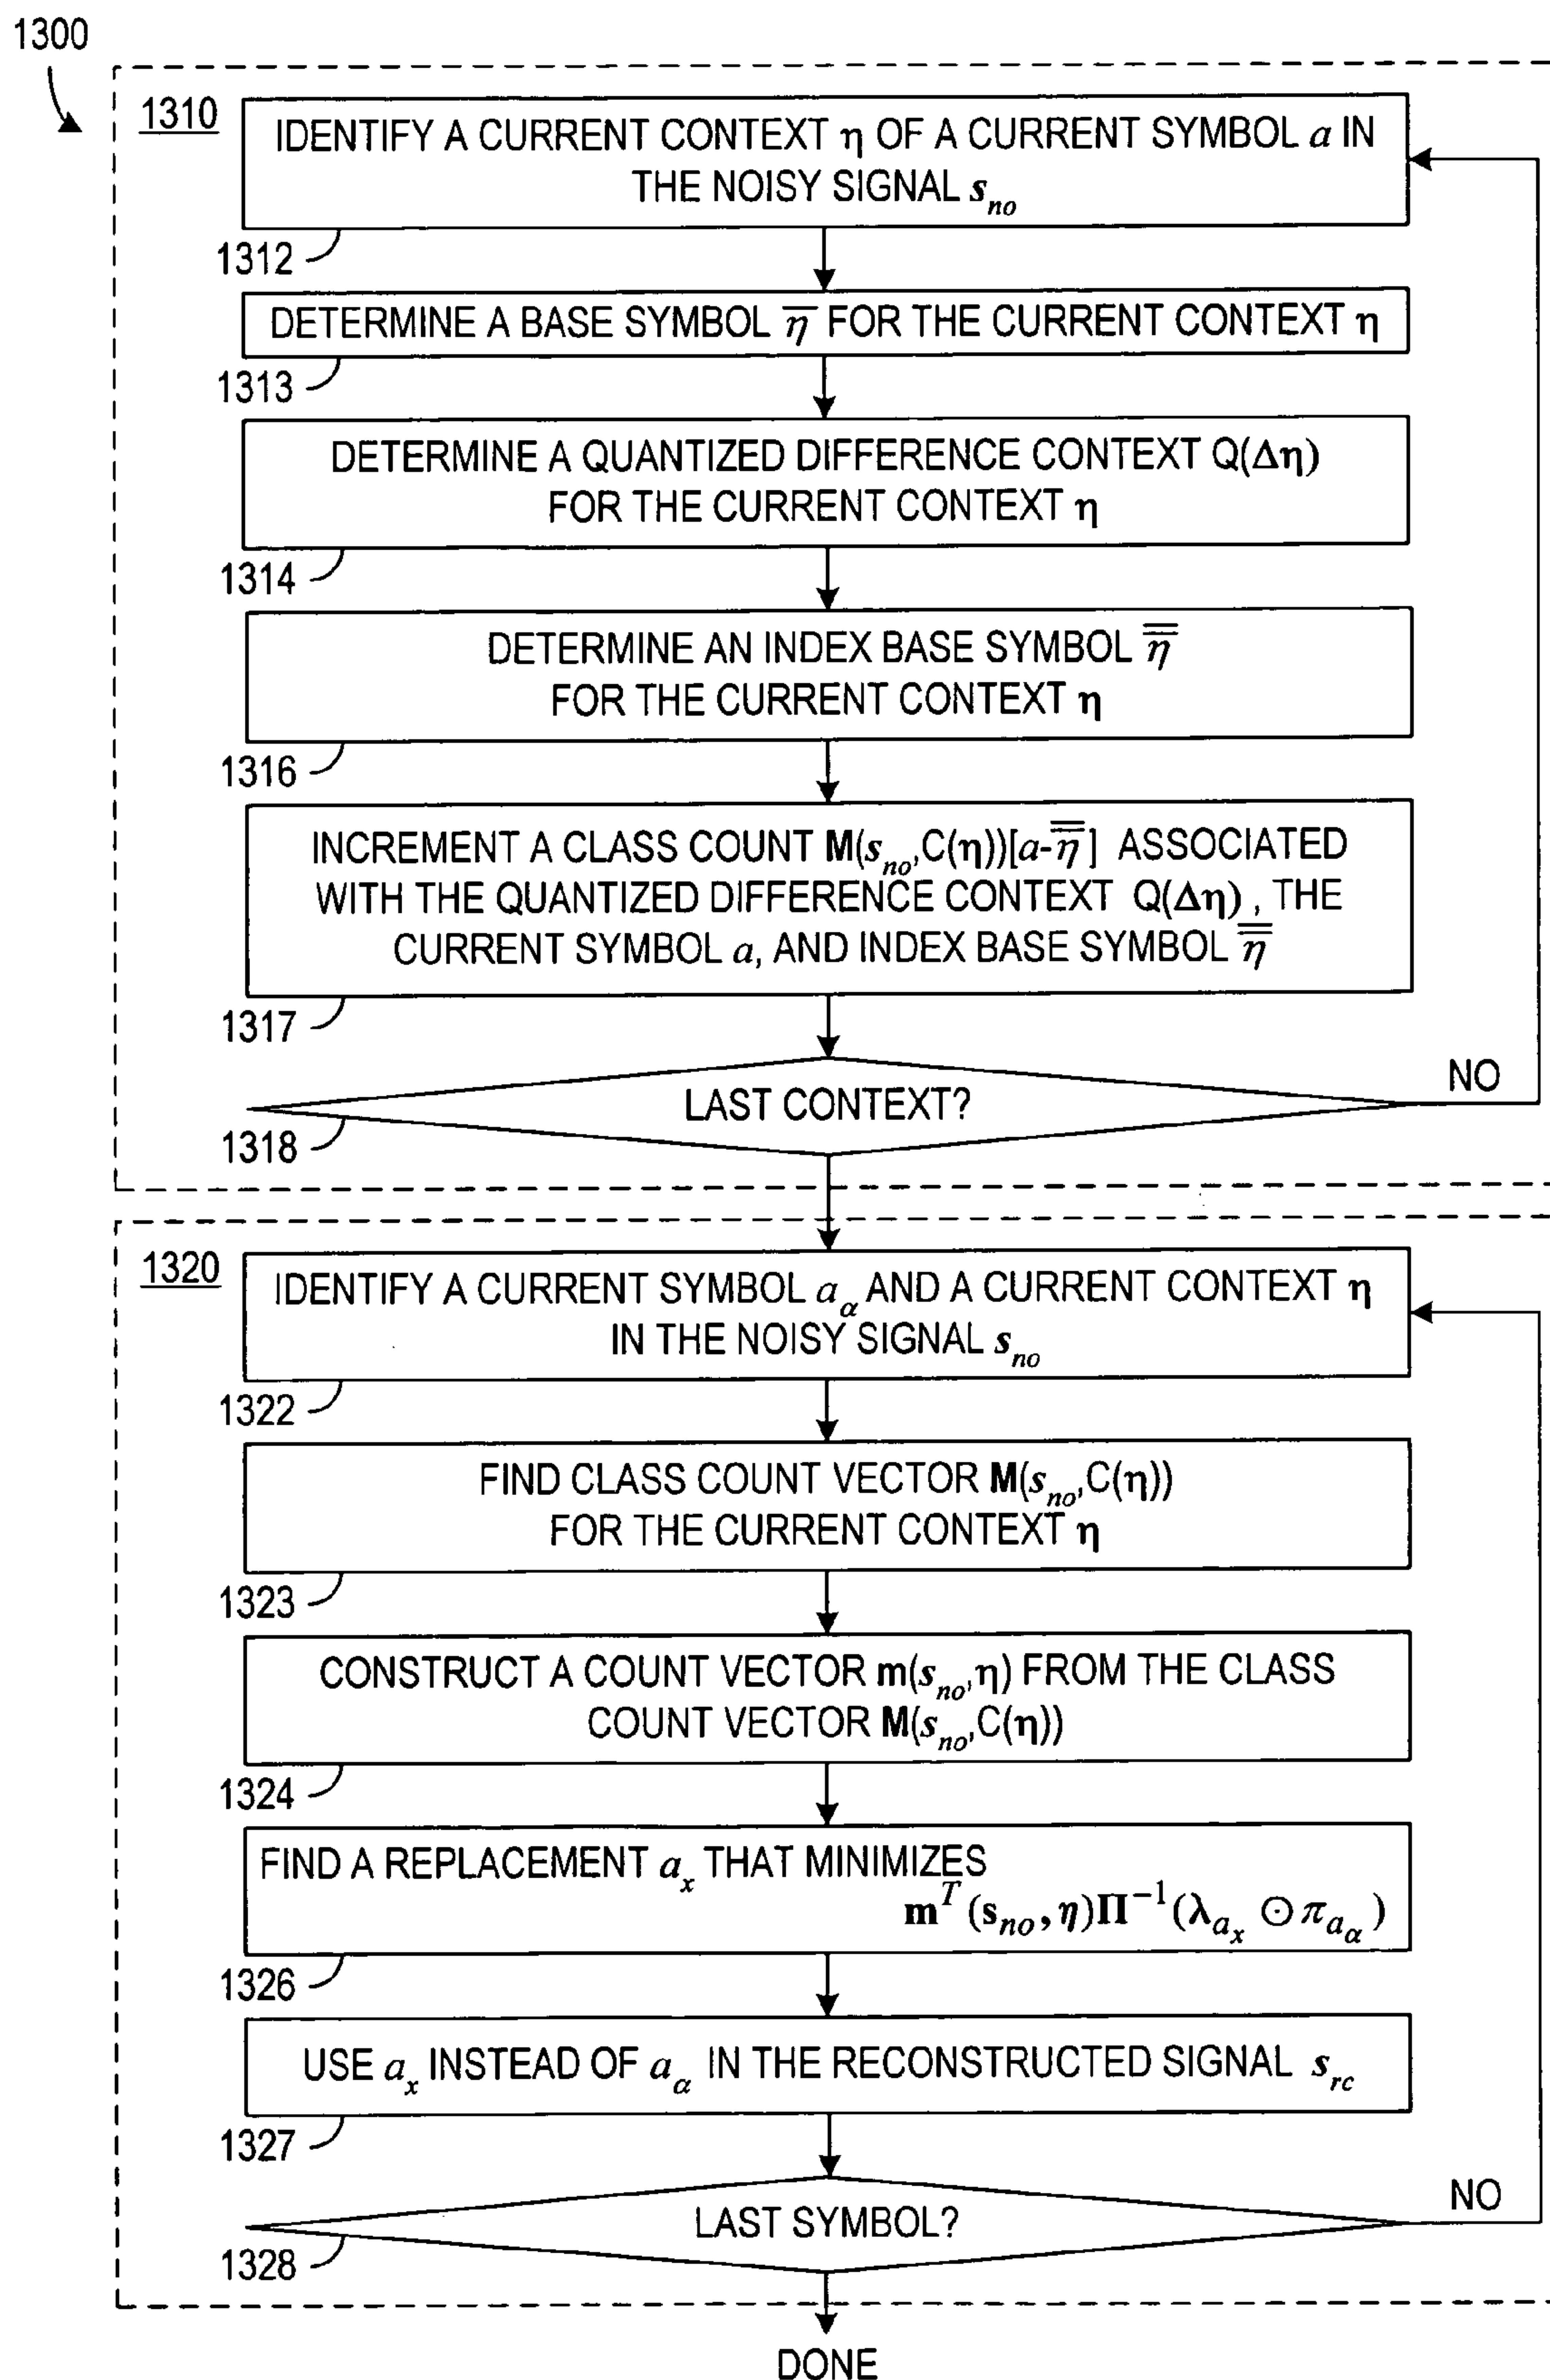 1300
1310
IDENTIFY A CURRENT CONTEXT η OF A CURRENT SYMBOL a IN
THE NOISY SIGNAL s_no
1312
DETERMINE A BASE SYMBOL η̅ FOR THE CURRENT CONTEXT η
1313
DETERMINE A QUANTIZED DIFFERENCE CONTEXT Q(Δη)
FOR THE CURRENT CONTEXT η
1314
DETERMINE AN INDEX BASE SYMBOL η̿
FOR THE CURRENT CONTEXT η
1316
INCREMENT A CLASS COUNT M(s_no,C(η))[a-η̿] ASSOCIATED
WITH THE QUANTIZED DIFFERENCE CONTEXT Q(Δη), THE
CURRENT SYMBOL a, AND INDEX BASE SYMBOL η̿
1317
LAST CONTEXT?
NO
1318
1320
IDENTIFY A CURRENT SYMBOL a_α AND A CURRENT CONTEXT η
IN THE NOISY SIGNAL s_no
1322
FIND CLASS COUNT VECTOR M(s_no,C(η))
FOR THE CURRENT CONTEXT η
1323
CONSTRUCT A COUNT VECTOR m(s_no,η) FROM THE CLASS
COUNT VECTOR M(s_no,C(η))
1324
FIND A REPLACEMENT a_x THAT MINIMIZES
m^T(s_no,η)Π^−1(λ_a_x ⊙ π_a_α)
1326
USE a_x INSTEAD OF a_α IN THE RECONSTRUCTED SIGNAL s_rc
1327
LAST SYMBOL?
NO
1328
DONE